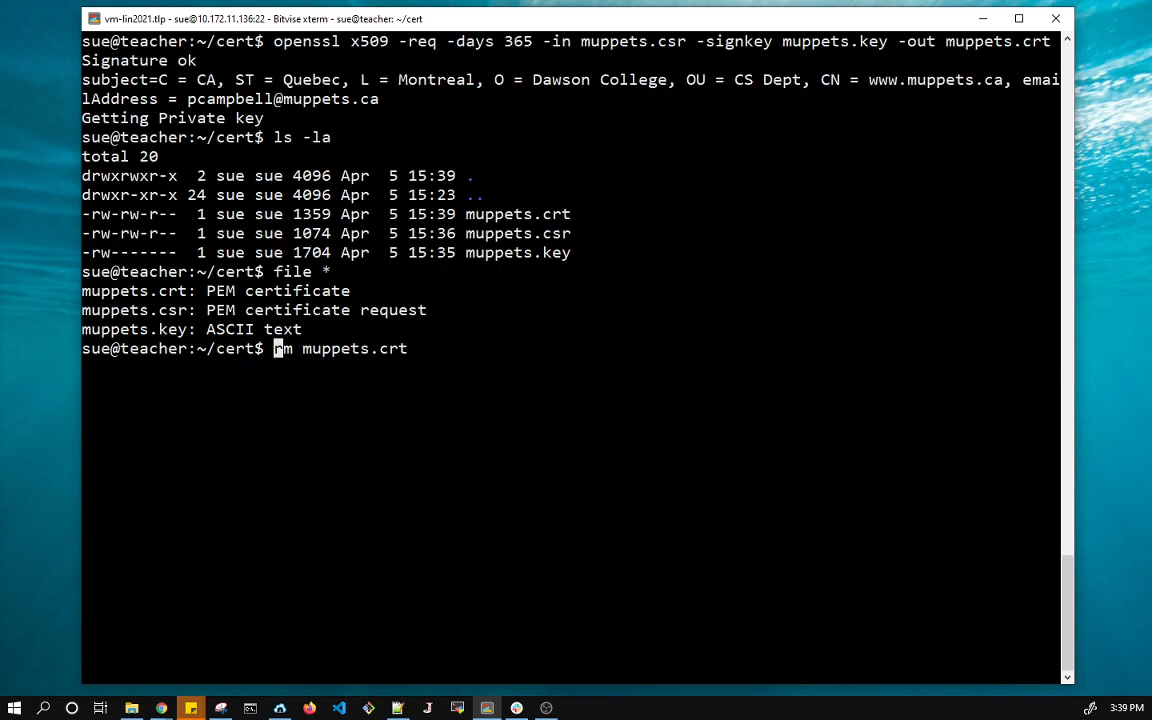 vm-lin2021.tlp - sue@10.172.11.136:22 - Bitvise xterm - sue@teacher: ~/cert
sue@teacher:~/cert$ openssl x509 -req -days 365 -in muppets.csr -signkey muppets.key -out muppets.crt
Signature ok
subject=C = CA, ST = Quebec, L = Montreal, O = Dawson College, OU = CS Dept, CN = www.muppets.ca, emai
lAddress = pcampbell@muppets.ca
Getting Private key
sue@teacher:~/cert$ ls -la
total 20
drwxrwxr-x  2 sue sue 4096 Apr  5 15:39 .
drwxr-xr-x 24 sue sue 4096 Apr  5 15:23 ..
-rw-rw-r--  1 sue sue 1359 Apr  5 15:39 muppets.crt
-rw-rw-r--  1 sue sue 1074 Apr  5 15:36 muppets.csr
-rw-------  1 sue sue 1704 Apr  5 15:35 muppets.key
sue@teacher:~/cert$ file *
muppets.crt: PEM certificate
muppets.csr: PEM certificate request
muppets.key: ASCII text
sue@teacher:~/cert$ rm muppets.crt
3:39 PM